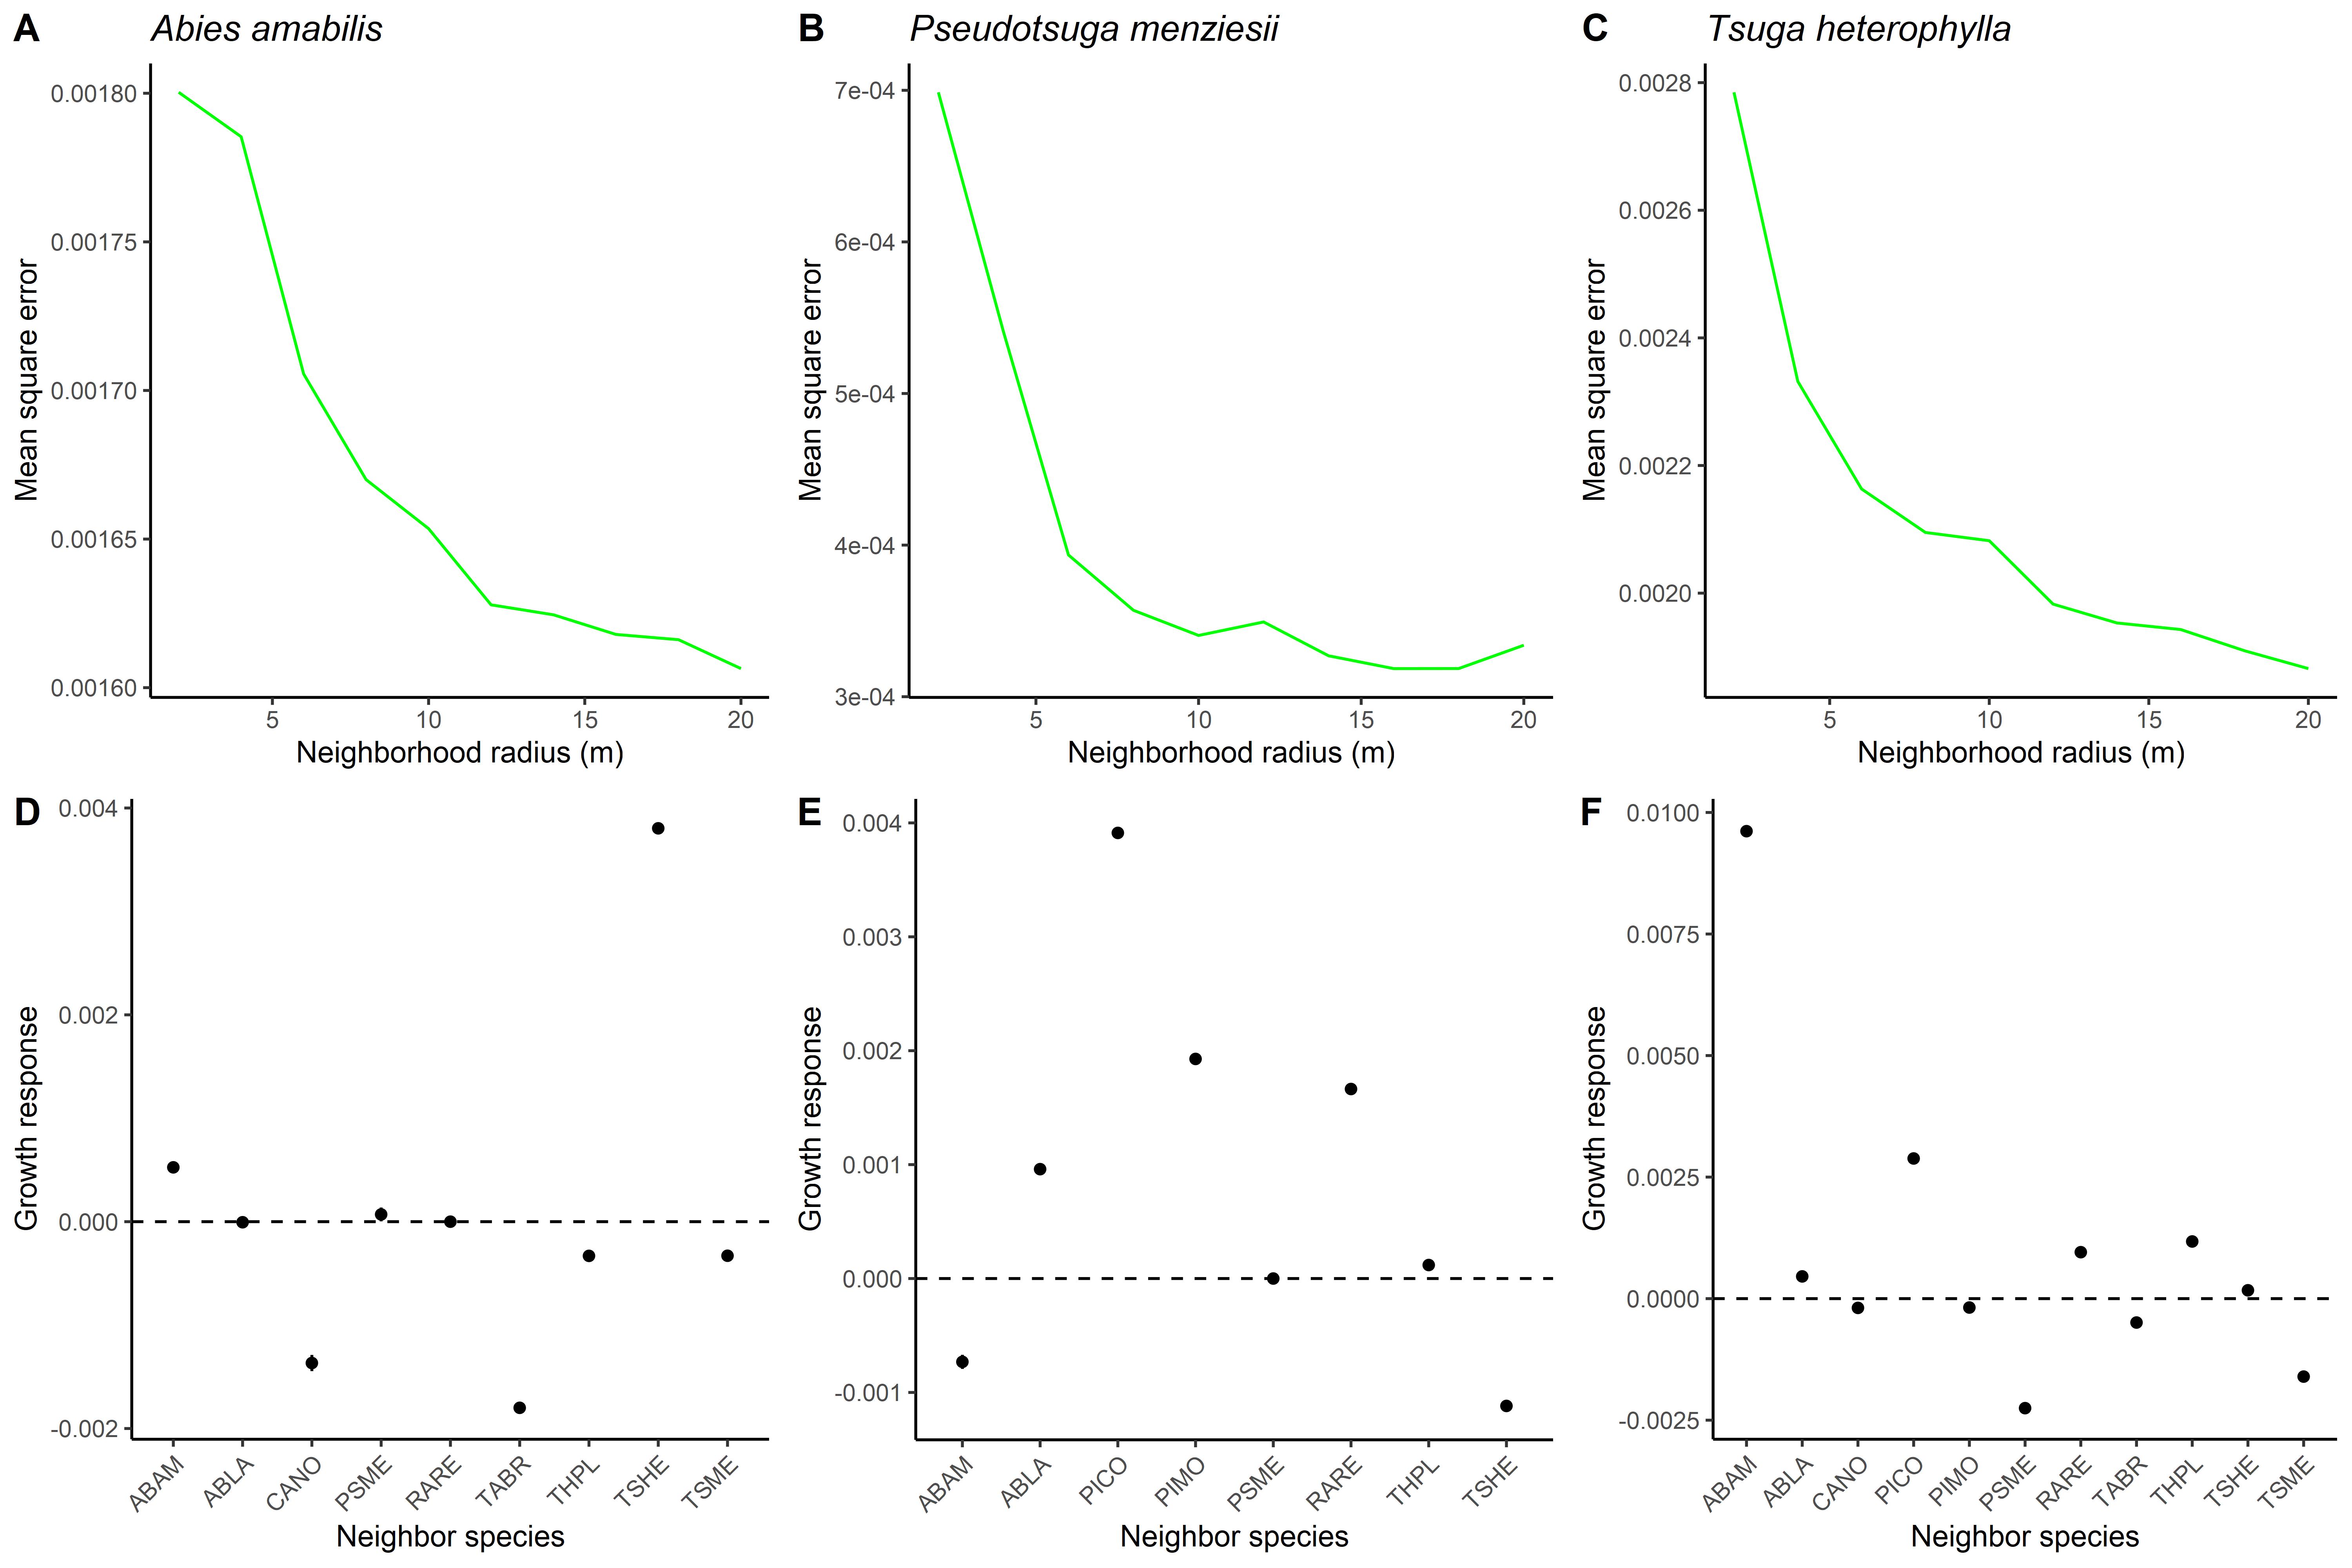 A Abies amabilis
0.00180
0.00175
0.00170
0.00165
0.00160
Mean square error
5 10 15 20
Neighborhood radius (m)
B Pseudotsuga menziesii
7e-04
6e-04
5e-04
4e-04
3e-04
Mean square error
5 10 15 20
Neighborhood radius (m)
C Tsuga heterophylla
0.0028
0.0026
0.0024
0.0022
0.0020
Mean square error
5 10 15 20
Neighborhood radius (m)
D
0.004
0.002
0.000
-0.002
Growth response
ABAM ABLA CANO PSME RARE TABR THPL TSHE TSME
Neighbor species
E
0.004
0.003
0.002
0.001
0.000
-0.001
Growth response
ABAM ABLA PICO PIMO PSME RARE THPL TSHE
Neighbor species
F
0.0100
0.0075
0.0050
0.0025
0.0000
-0.0025
Growth response
ABAM ABLA CANO PICO PIMO PSME RARE TABR THPL TSHE TSME
Neighbor species